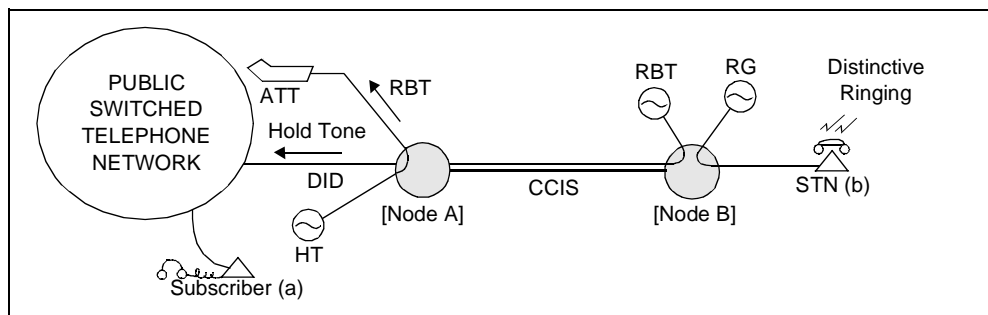 PUBLIC
SWITCHED
TELEPHONE
NETWORK
ATT
RBT
Hold Tone
DID
HT
Subscriber (a)
[Node A]
CCIS
RBT
RG
[Node B]
Distinctive
Ringing
STN (b)